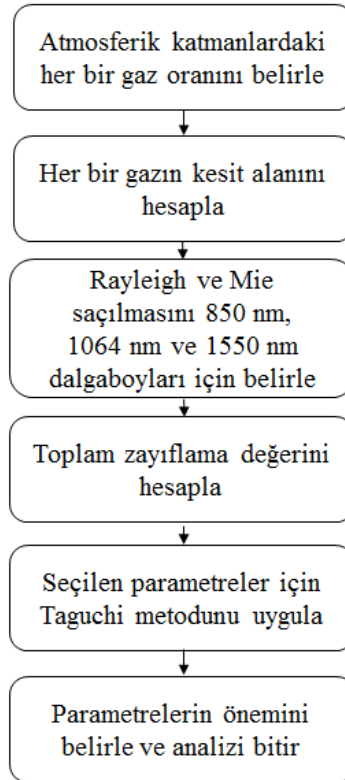 Atmosferik katmanlardaki
her bir gaz oranını belirle
Her bir gazın kesit alanını
hesapla
Rayleigh ve Mie
saçılmasını 850 nm,
1064 nm ve 1550 nm
dalgaboyları için belirle
Toplam zayıflama değerini
hesapla
Seçilen parametreler için
Taguchi metodunu uygula
Parametrelerin önemini
belirle ve analizi bitir